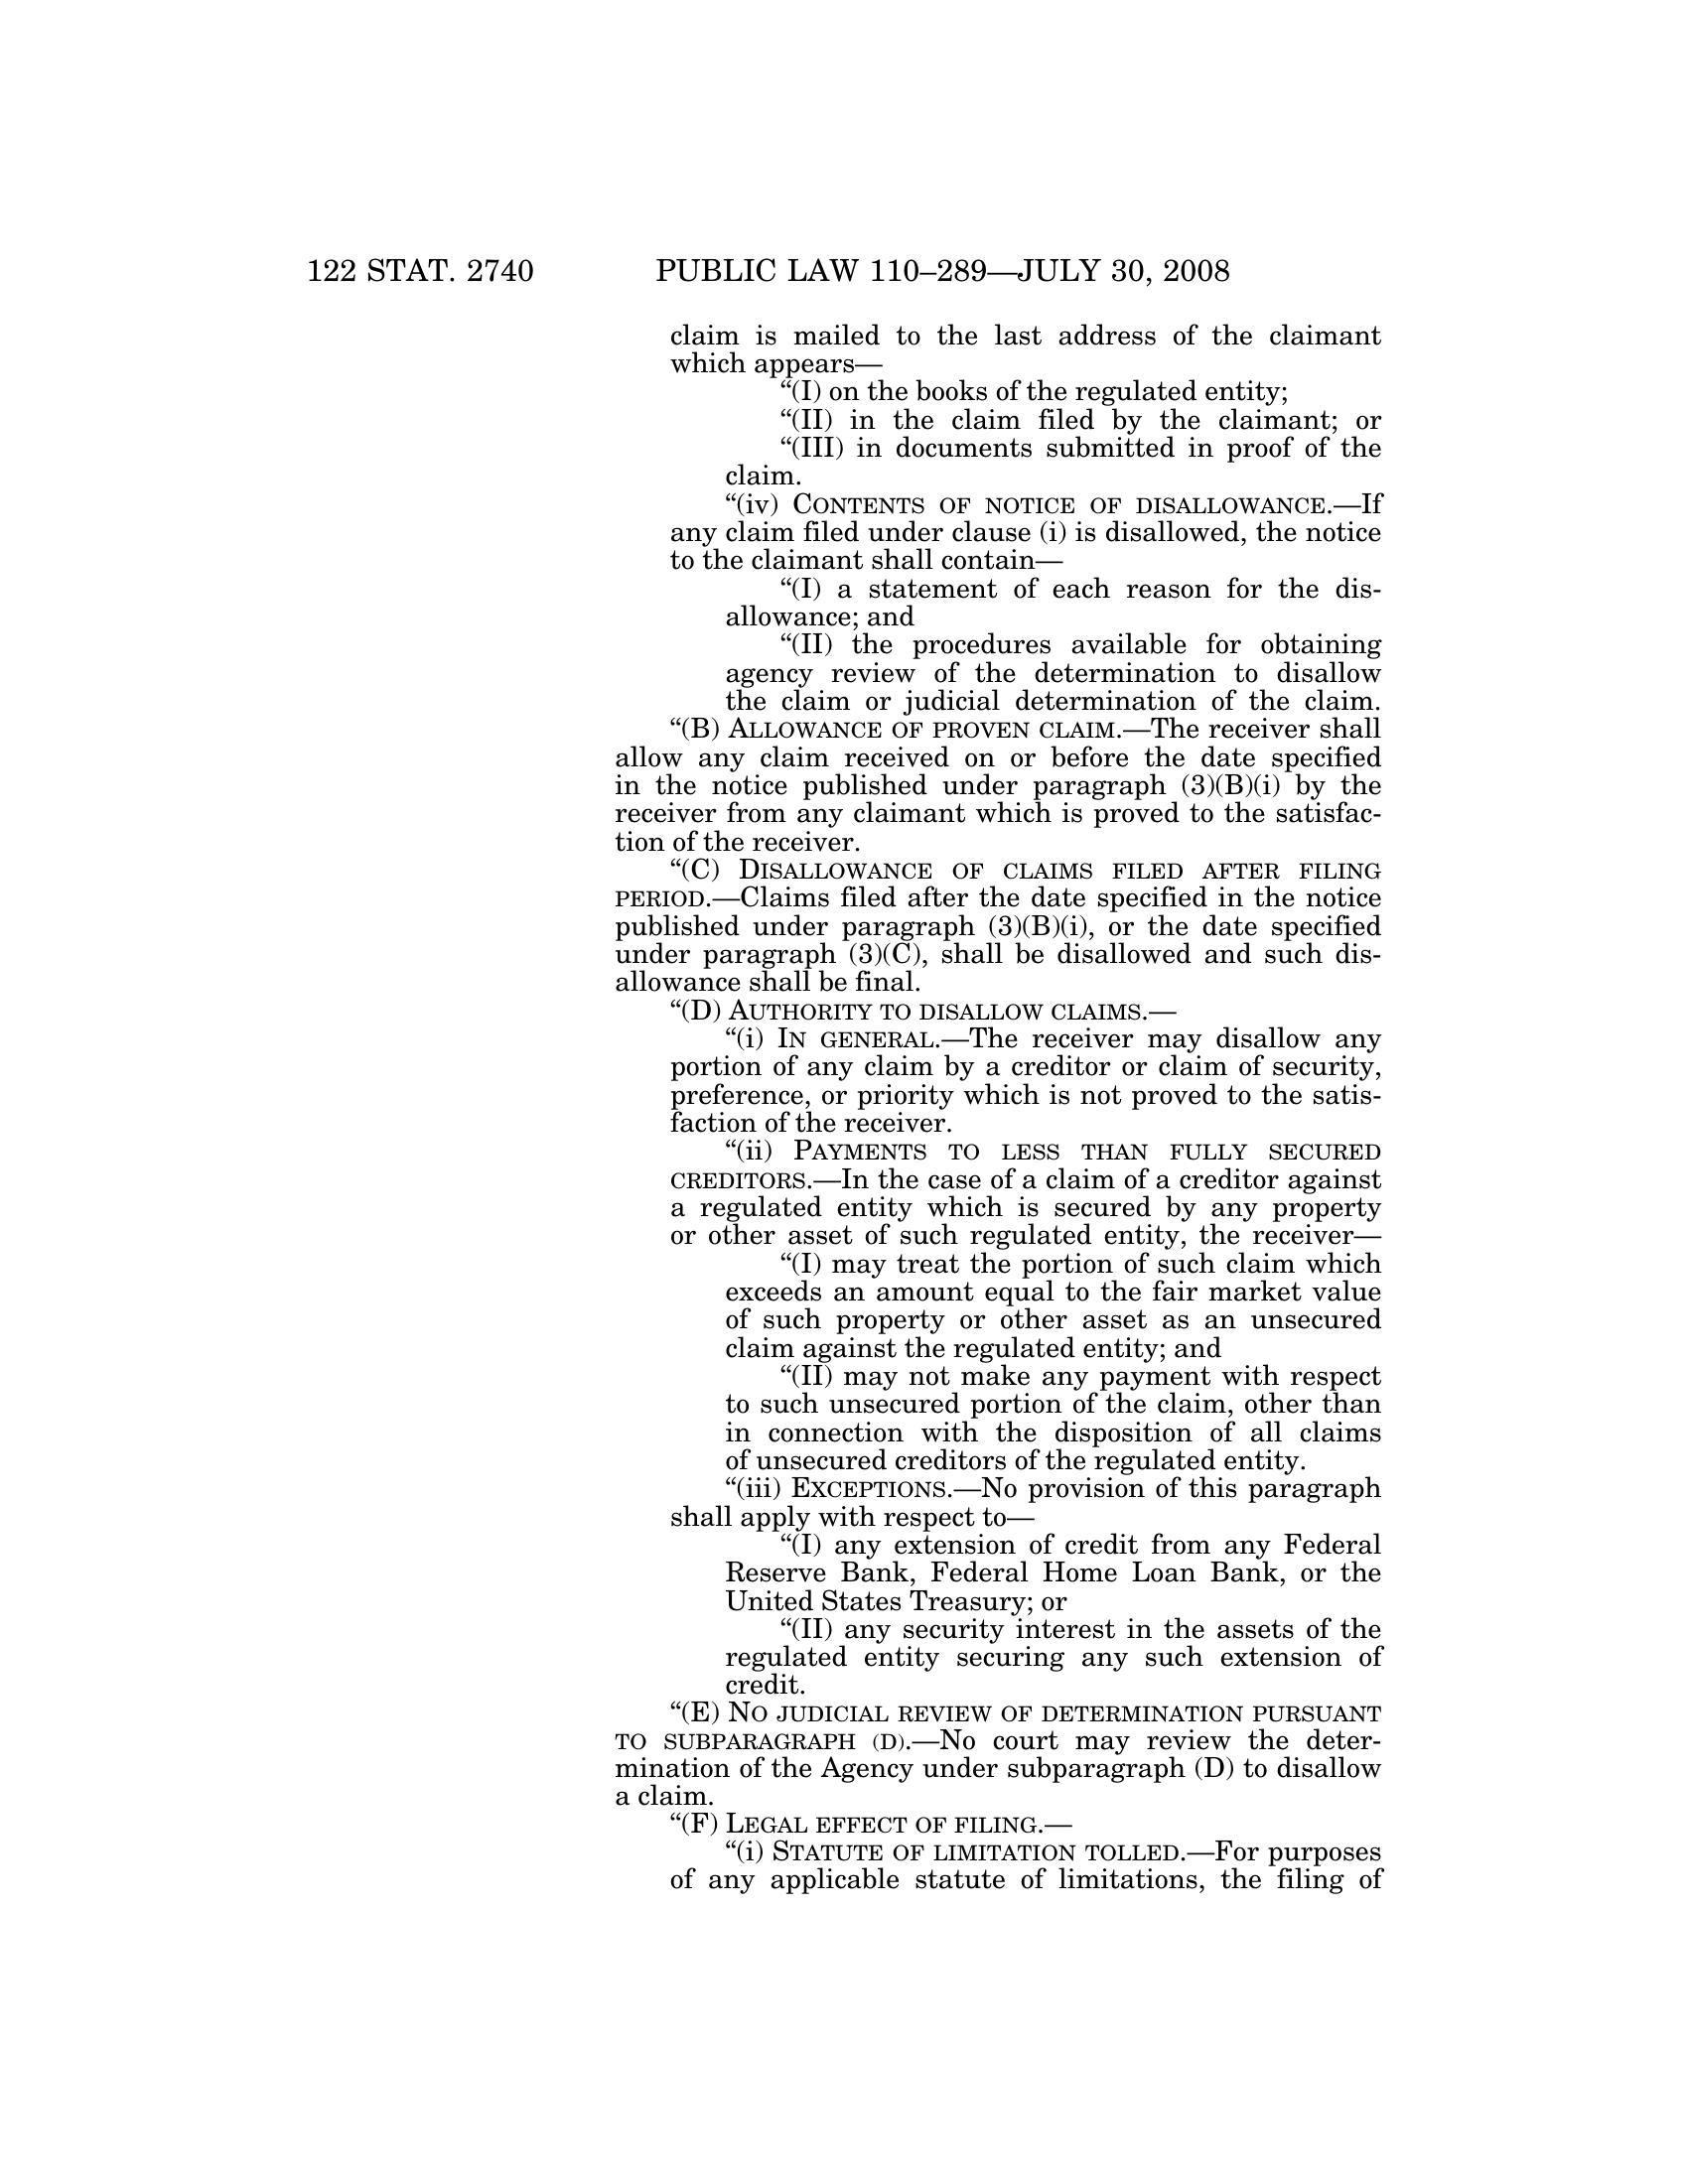 122 STAT. 2740 PUBLIC LAW 110–289—JULY 30, 2008
claim is mailed to the last address of the claimant
which appears—
“(I) on the books of the regulated entity;
“(II) in the claim filed by the claimant; or
“(III) in documents submitted in proof of the
claim.
“(iv) CONTENTS OF NOTICE OF DISALLOWANCE.—If
any claim filed under clause (i) is disallowed, the notice
to the claimant shall contain—
“(I) a statement of each reason for the dis-
allowance; and
“(II) the procedures available for obtaining
agency review of the determination to disallow
the claim or judicial determination of the claim.
“(B) ALLOWANCE OF PROVEN CLAIM.—The receiver shall
allow any claim received on or before the date specified
in the notice published under paragraph (3)(B)(i) by the
receiver from any claimant which is proved to the satisfac-
tion of the receiver.
“(C) DISALLOWANCE OF CLAIMS FILED AFTER FILING
PERIOD.—Claims filed after the date specified in the notice
published under paragraph (3)(B)(i), or the date specified
under paragraph (3)(C), shall be disallowed and such dis-
allowance shall be final.
“(D) AUTHORITY TO DISALLOW CLAIMS.—
“(i) IN GENERAL.—The receiver may disallow any
portion of any claim by a creditor or claim of security,
preference, or priority which is not proved to the satis-
faction of the receiver.
“(ii) PAYMENTS TO LESS THAN FULLY SECURED
CREDITORS.—In the case of a claim of a creditor against
a regulated entity which is secured by any property
or other asset of such regulated entity, the receiver—
“(I) may treat the portion of such claim which
exceeds an amount equal to the fair market value
of such property or other asset as an unsecured
claim against the regulated entity; and
“(II) may not make any payment with respect
to such unsecured portion of the claim, other than
in connection with the disposition of all claims
of unsecured creditors of the regulated entity.
“(iii) EXCEPTIONS.—No provision of this paragraph
shall apply with respect to—
“(I) any extension of credit from any Federal
Reserve Bank, Federal Home Loan Bank, or the
United States Treasury; or
“(II) any security interest in the assets of the
regulated entity securing any such extension of
credit.
“(E) NO JUDICIAL REVIEW OF DETERMINATION PURSUANT
TO SUBPARAGRAPH (D).—No court may review the deter-
mination of the Agency under subparagraph (D) to disallow
a claim.
“(F) LEGAL EFFECT OF FILING.—
“(i) STATUTE OF LIMITATION TOLLED.—For purposes
of any applicable statute of limitations, the filing of